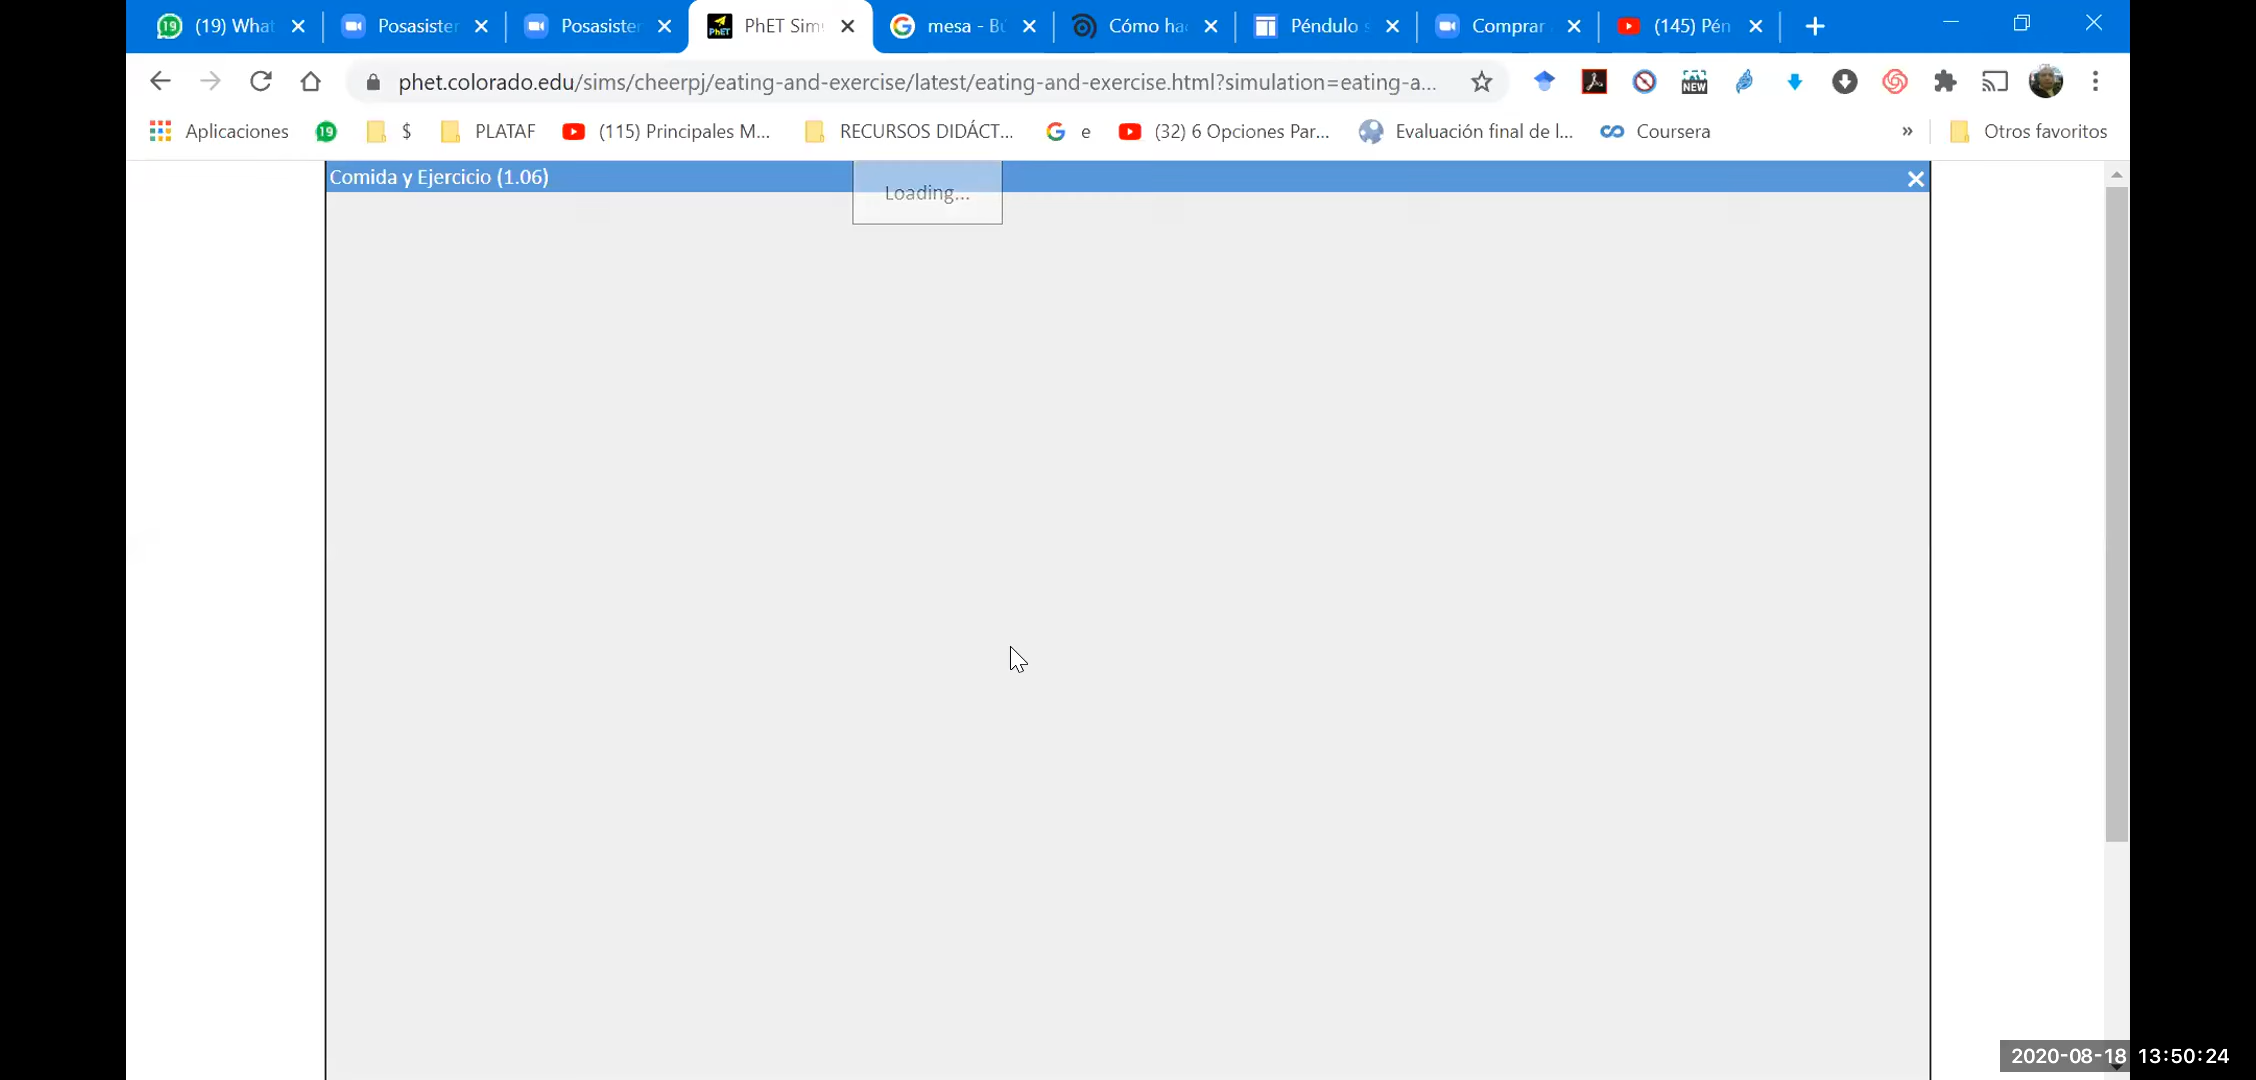 (19) What
Posasister
Posasister
PhET Sim
mesa - Bú
Cómo ha
Péndulo s
Comprar
(145) Pén
phet.colorado.edu/sims/cheerpj/eating-and-exercise/latest/eating-and-exercise.html?simulation=eating-a...
NEW
Aplicaciones
19
$
PLATAF
(115) Principales M...
RECURSOS DIDÁCT...
e
(32) 6 Opciones Par...
Evaluación final de l...
Coursera
»
Otros favoritos
Comida y Ejercicio (1.06)
Loading...
2020-08-18 13:50:24